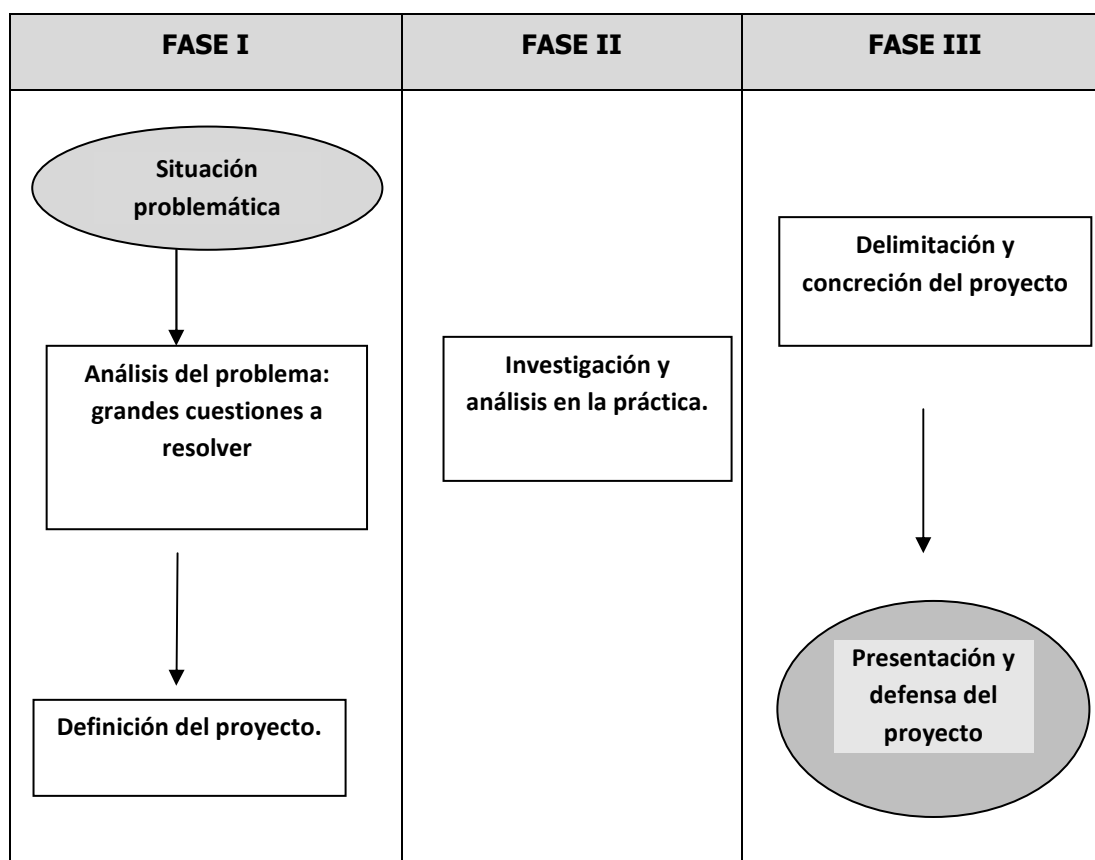 FASE I
FASE II
FASE III
Situación
problemática
Análisis del problema:
grandes cuestiones a
resolver
Definición del proyecto.
Investigación y
análisis en la práctica.
Delimitación y
concreción del proyecto
Presentación y
defensa del
proyecto